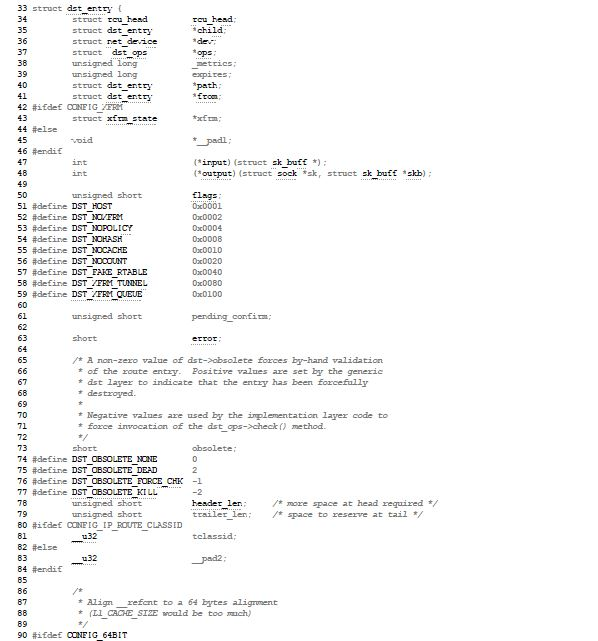 33 struct dst_entry {
34 struct rcu_head rcu_head;
35 struct dst_entry *child;
36 struct net_device *dev;
37 struct dst_ops *ops;
38 unsigned long _metrics;
39 unsigned long expires;
40 struct dst_entry *path;
41 struct dst_entry *from;
42 #ifdef CONFIG_XFRM
43 struct xfrm_state *xfrm;
44 #else
45 void *__pad1;
46 #endif
47 int (*input)(struct sk_buff *);
48 int (*output)(struct sock *sk, struct sk_buff *skb);
49
50 unsigned short flags;
51 #define DST_HOST 0x0001
52 #define DST_NOXFRM 0x0002
53 #define DST_NOPOLICY 0x0004
54 #define DST_NOHASH 0x0008
55 #define DST_NOCACHE 0x0010
56 #define DST_NOCOUNT 0x0020
57 #define DST_FAKE_RTABLE 0x0040
58 #define DST_XFRM_TUNNEL 0x0080
59 #define DST_XFRM_QUEUE 0x0100
60
61 unsigned short pending_confirm;
62
63 short error;
64
65 /* A non-zero value of dst->obsolete forces by-hand validation
66 * of the route entry. Positive values are set by the generic
67 * dst layer to indicate that the entry has been forcefully
68 * destroyed.
69 *
70 * Negative values are used by the implementation layer code to
71 * force invocation of the dst_ops->check() method.
72 */
73 short obsolete;
74 #define DST_OBSOLETE_NONE 0
75 #define DST_OBSOLETE_DEAD 2
76 #define DST_OBSOLETE_FORCE_CHK -1
77 #define DST_OBSOLETE_KILL -2
78 unsigned short header_len; /* more space at head required */
79 unsigned short trailer_len; /* space to reserve at tail */
80 #ifdef CONFIG_IP_ROUTE_CLASSID
81 __u32 tclassid;
82 #else
83 __u32 __pad2;
84 #endif
85
86 /*
87 * Align __refcnt to a 64 bytes alignment
88 * (L1_CACHE_SIZE would be too much)
89 */
90 #ifdef CONFIG_64BIT